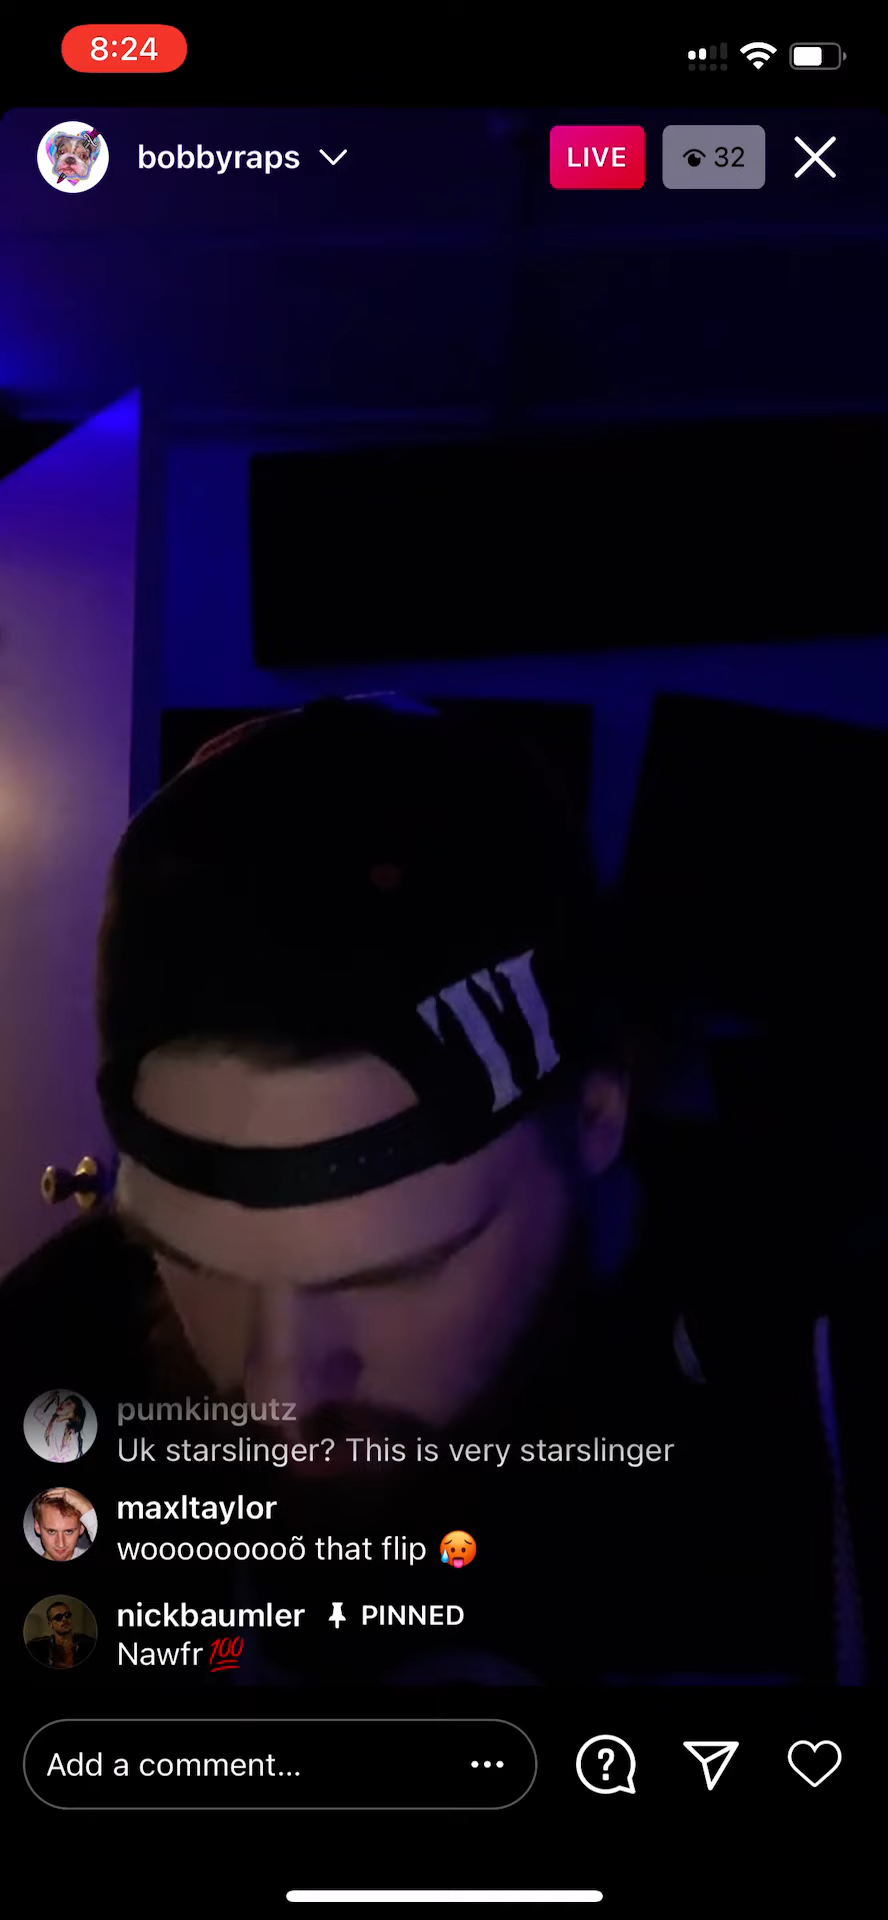 8:24
bobbyraps
LIVE
32
TI
pumkingutz
Uk starslinger? This is very starslinger
maxltaylor
wooooooooõ that flip 🥵
nickbaumler PINNED
Nawfr💯
Add a comment...